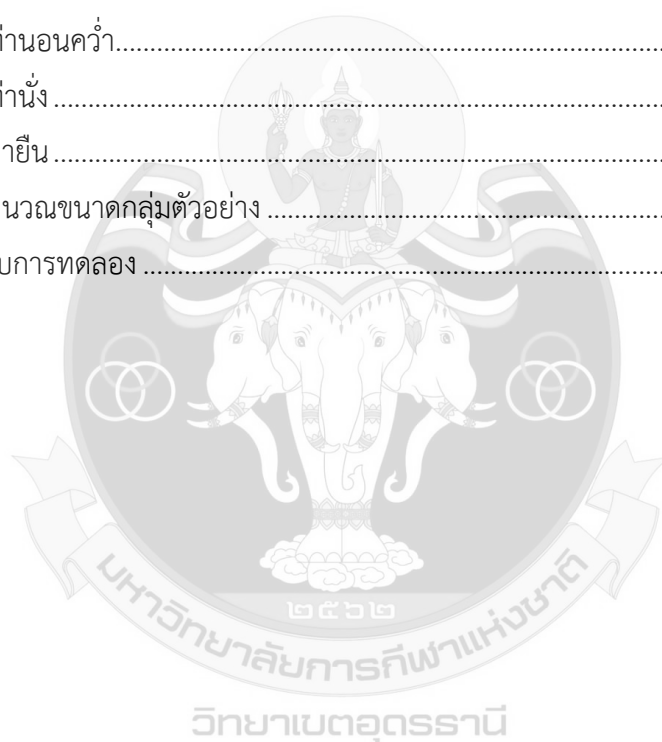 ท่านอนคว่ำ
ท่านั่ง
ายืน
นวณขนาดกลุ่มตัวอย่าง
บการทดลอง
๒๕๖๒
มหาวิทยาลัยการกีฬาแห่งชาติ
วิทยาเขตอุดรธานี